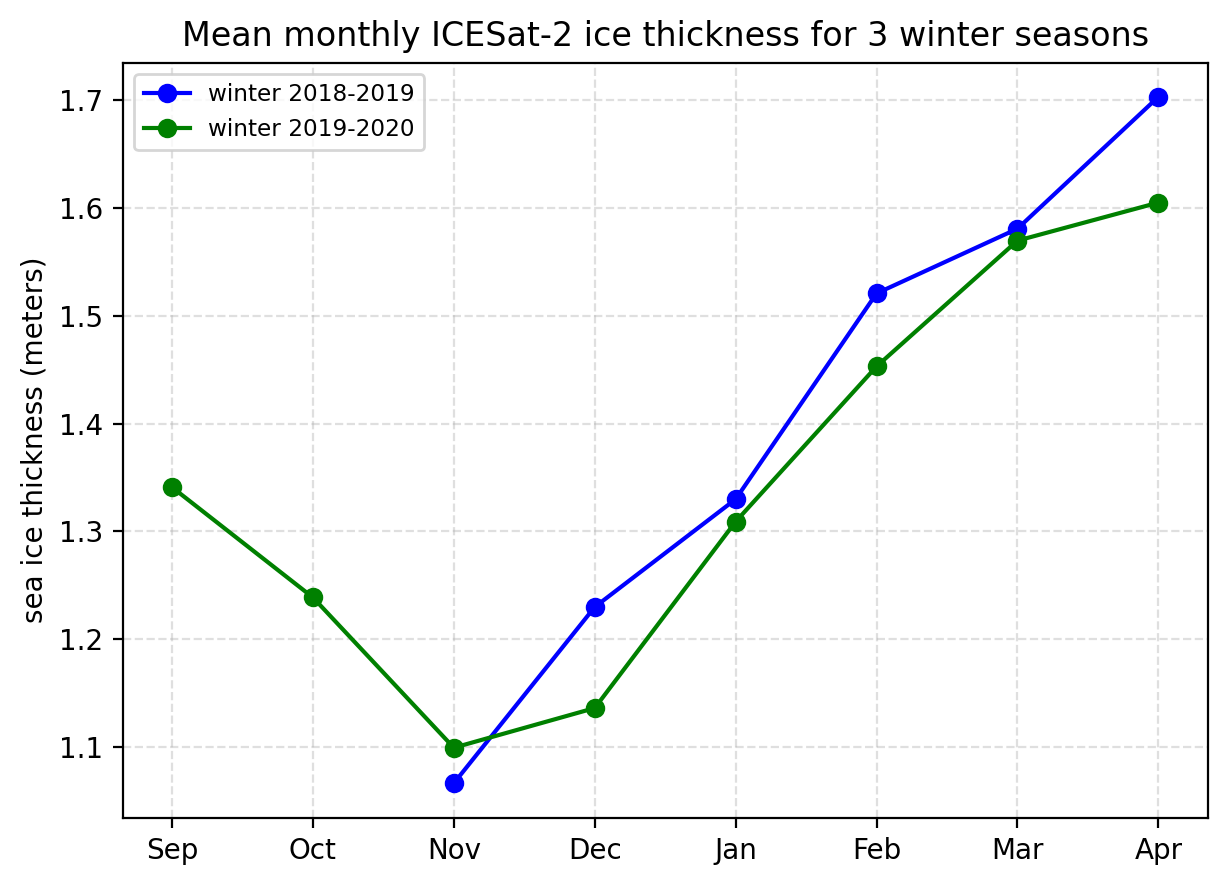 Mean monthly ICESat-2 ice thickness for 3 winter seasons
winter 2018-2019
winter 2019-2020
sea ice thickness (meters)
1.7
1.6
1.5
1.4
1.3
1.2
1.1
Sep Oct Nov Dec Jan Feb Mar Apr